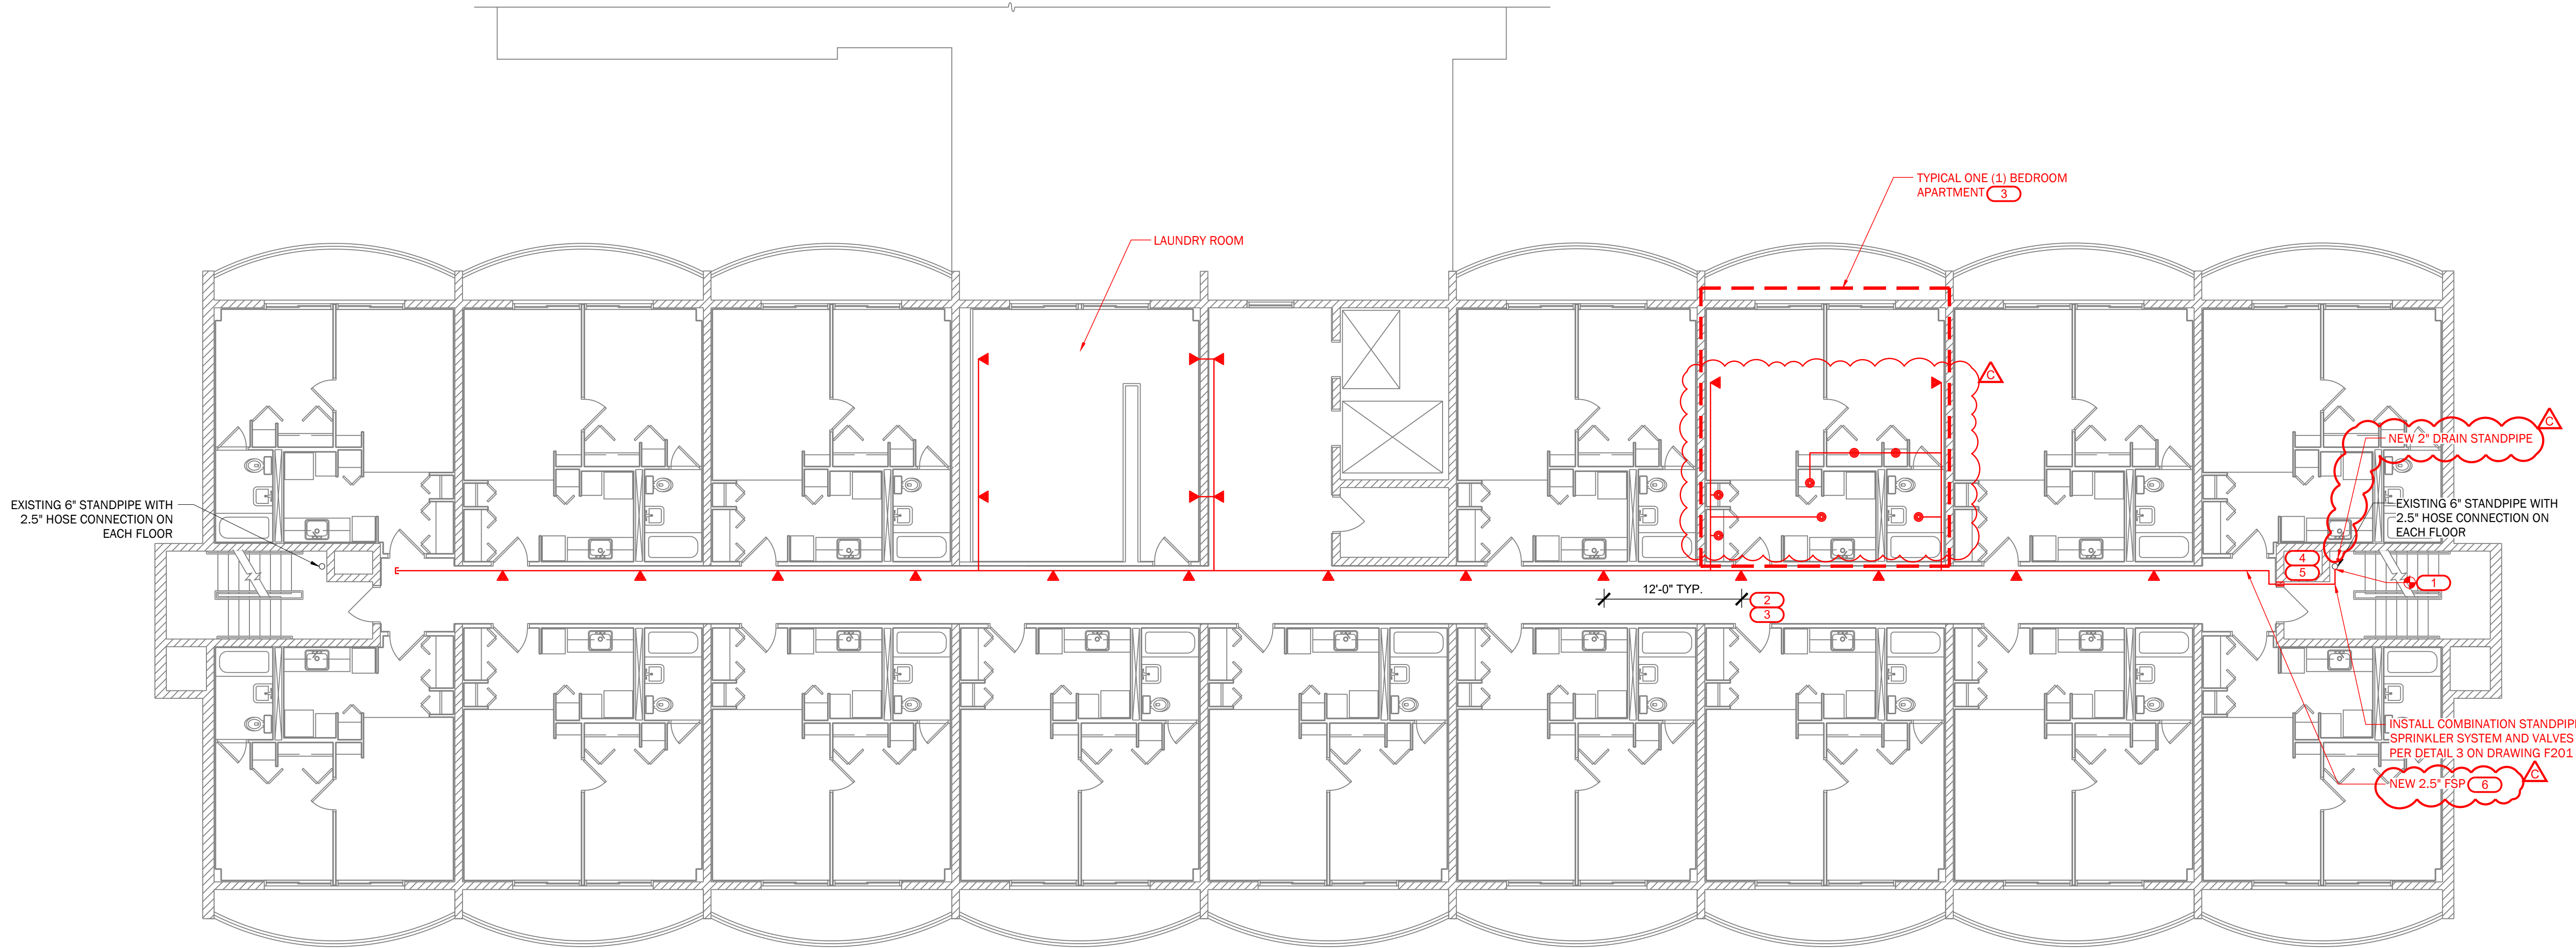 TYPICAL ONE (1) BEDROOM
APARTMENT 3
LAUNDRY ROOM
C
C
NEW 2" DRAIN STANDPIPE
EXISTING 6" STANDPIPE WITH
2.5" HOSE CONNECTION ON
EACH FLOOR
EXISTING 6" STANDPIPE WITH
2.5" HOSE CONNECTION ON
EACH FLOOR
4
5
1
12'-0" TYP.
2
3
INSTALL COMBINATION STANDPIP
SPRINKLER SYSTEM AND VALVES
PER DETAIL 3 ON DRAWING F201
C
NEW 2.5" FSP 6